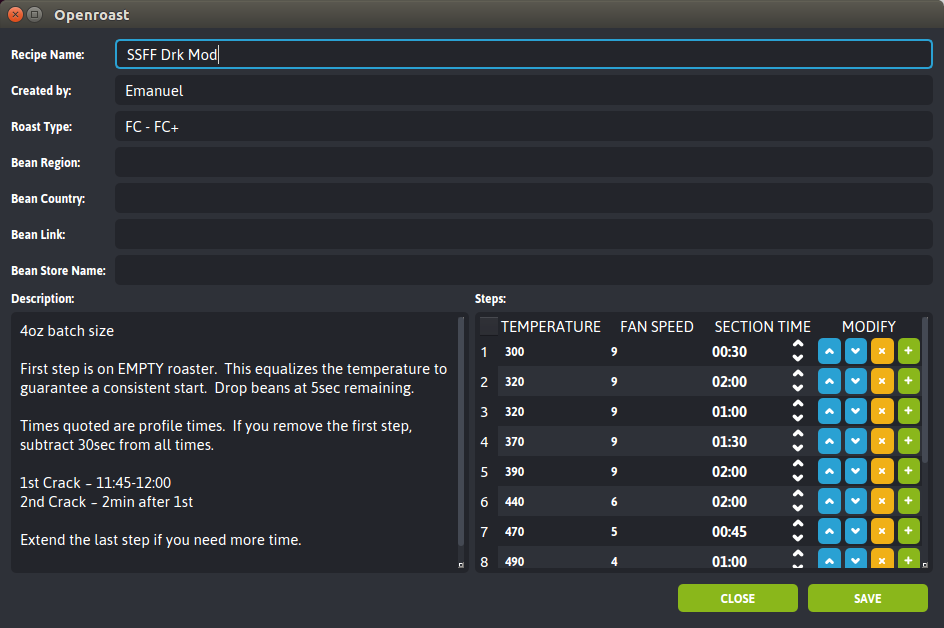 Openroast
Recipe Name: SSFF Drk Mod
Created by: Emanuel
Roast Type: FC - FC+
Bean Region:
Bean Country:
Bean Link:
Bean Store Name:
Description:
4oz batch size
First step is on EMPTY roaster.  This equalizes the temperature to
guarantee a consistent start.  Drop beans at 5sec remaining.
Times quoted are profile times.  If you remove the first step,
subtract 30sec from all times.
1st Crack – 11:45-12:00
2nd Crack – 2min after 1st
Extend the last step if you need more time.
Steps:
TEMPERATURE FAN SPEED SECTION TIME MODIFY
1 300 9 00:30
2 320 9 02:00
3 320 9 01:00
4 370 9 01:30
5 390 9 02:00
6 440 6 02:00
7 470 5 00:45
8 490 4 01:00
CLOSE SAVE